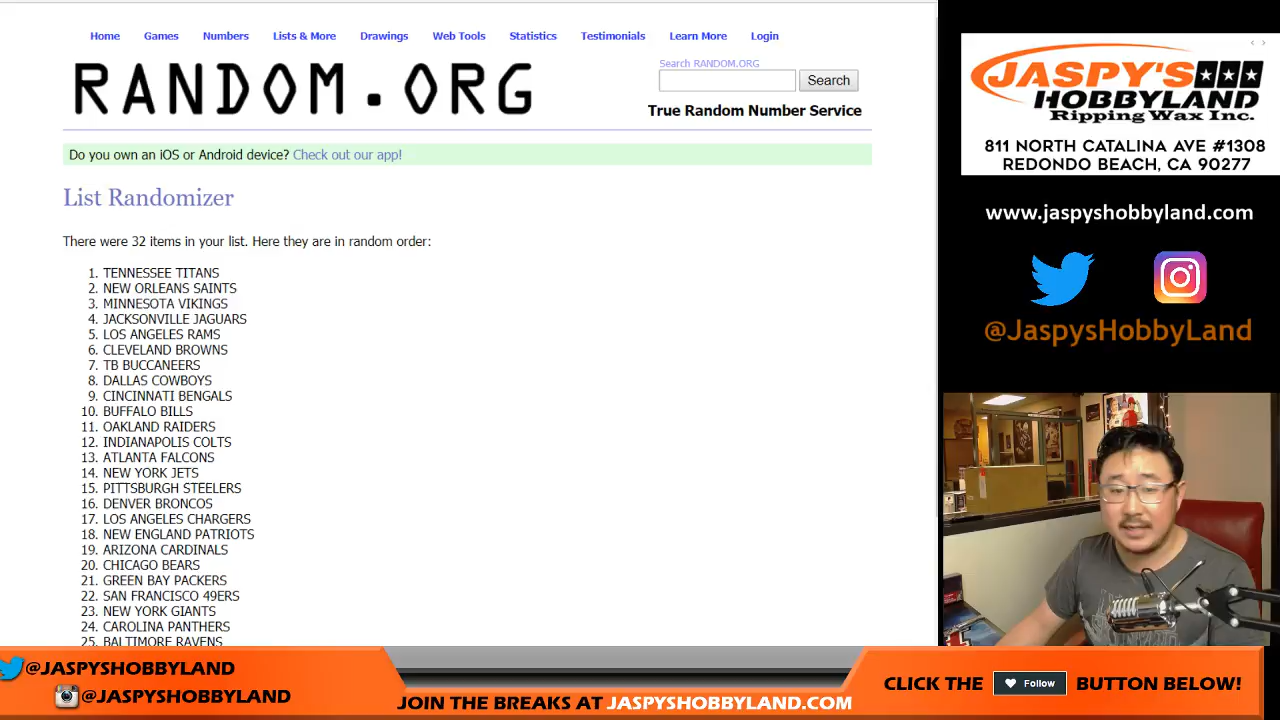 Home Games Numbers Lists & More Drawings Web Tools Statistics Testimonials Learn More Login
RANDOM.ORG
Search RANDOM.ORG
Search
True Random Number Service
Do you own an iOS or Android device? Check out our app!
List Randomizer
There were 32 items in your list. Here they are in random order:
1. TENNESSEE TITANS
2. NEW ORLEANS SAINTS
3. MINNESOTA VIKINGS
4. JACKSONVILLE JAGUARS
5. LOS ANGELES RAMS
6. CLEVELAND BROWNS
7. TB BUCCANEERS
8. DALLAS COWBOYS
9. CINCINNATI BENGALS
10. BUFFALO BILLS
11. OAKLAND RAIDERS
12. INDIANAPOLIS COLTS
13. ATLANTA FALCONS
14. NEW YORK JETS
15. PITTSBURGH STEELERS
16. DENVER BRONCOS
17. LOS ANGELES CHARGERS
18. NEW ENGLAND PATRIOTS
19. ARIZONA CARDINALS
20. CHICAGO BEARS
21. GREEN BAY PACKERS
22. SAN FRANCISCO 49ERS
23. NEW YORK GIANTS
24. CAROLINA PANTHERS
25. BALTIMORE RAVENS
JASPY'S
HOBBYLAND
Ripping Wax Inc.
811 NORTH CATALINA AVE #1308
REDONDO BEACH, CA 90277
www.jaspyshobbyland.com
@JaspysHobbyLand
@JASPYSHOBBYLAND
@JASPYSHOBBYLAND
JOIN THE BREAKS AT JASPYSHOBBYLAND.COM
CLICK THE Follow BUTTON BELOW!